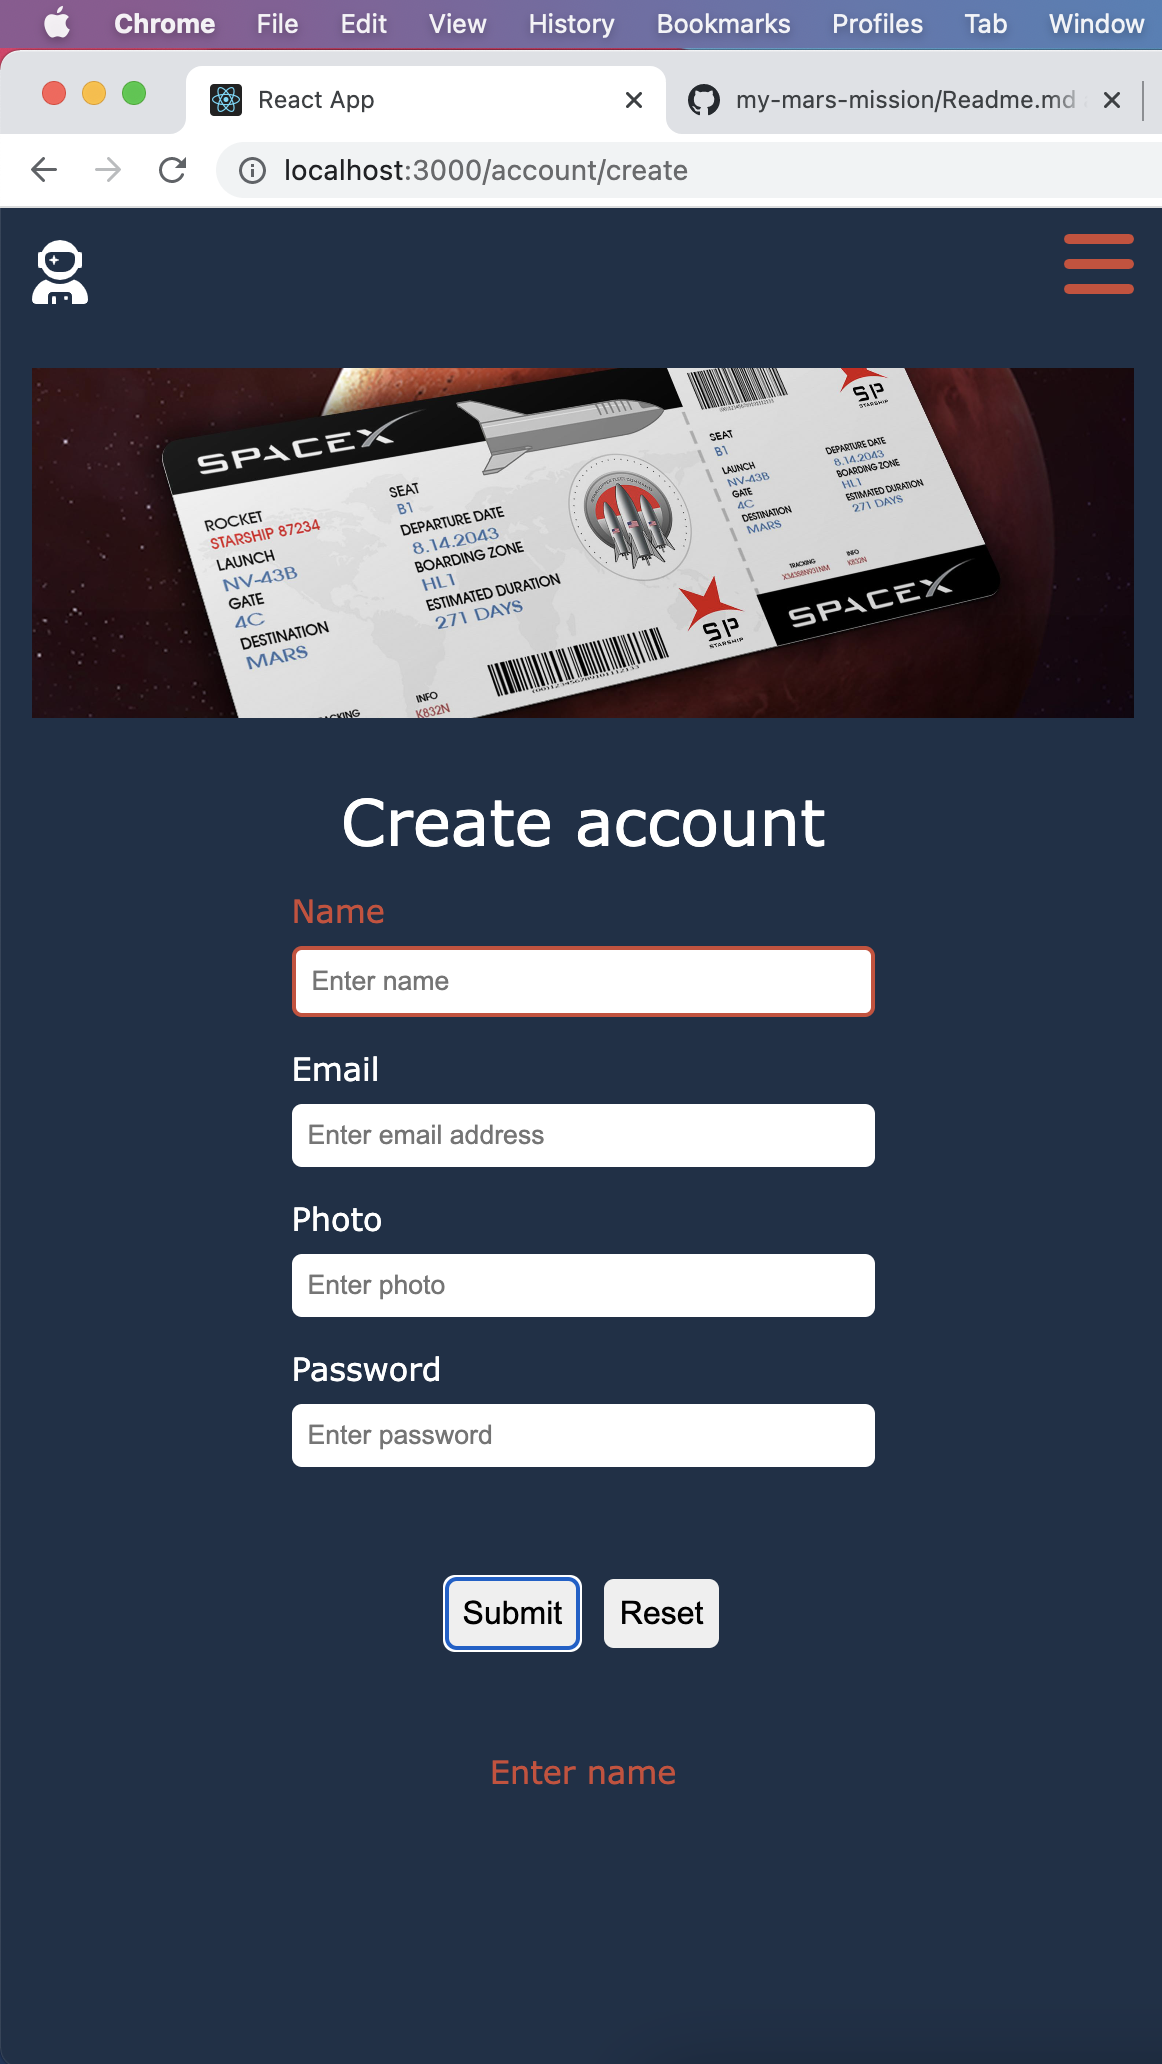 Chrome File Edit View History Bookmarks Profiles Tab Window
React App
my-mars-mission/Readme.md
localhost:3000/account/create
SPACEX
ROCKET
STARSHIP 87234
LAUNCH
NV-43B
GATE
4C
DESTINATION
MARS
SEAT
B1
DEPARTURE DATE
8.14.2043
BOARDING ZONE
HL1
ESTIMATED DURATION
271 DAYS
INFO
K832N
SP
STARSHIP
SP
STARSHIP
SEAT
B1
LAUNCH
NV-43B
GATE
4C
DESTINATION
MARS
DEPARTURE DATE
8.14.2043
BOARDING ZONE
HL1
ESTIMATED DURATION
271 DAYS
TRACKING
INFO
K832N
SPACEX
Create account
Name
Enter name
Email
Enter email address
Photo
Enter photo
Password
Enter password
Submit Reset
Enter name